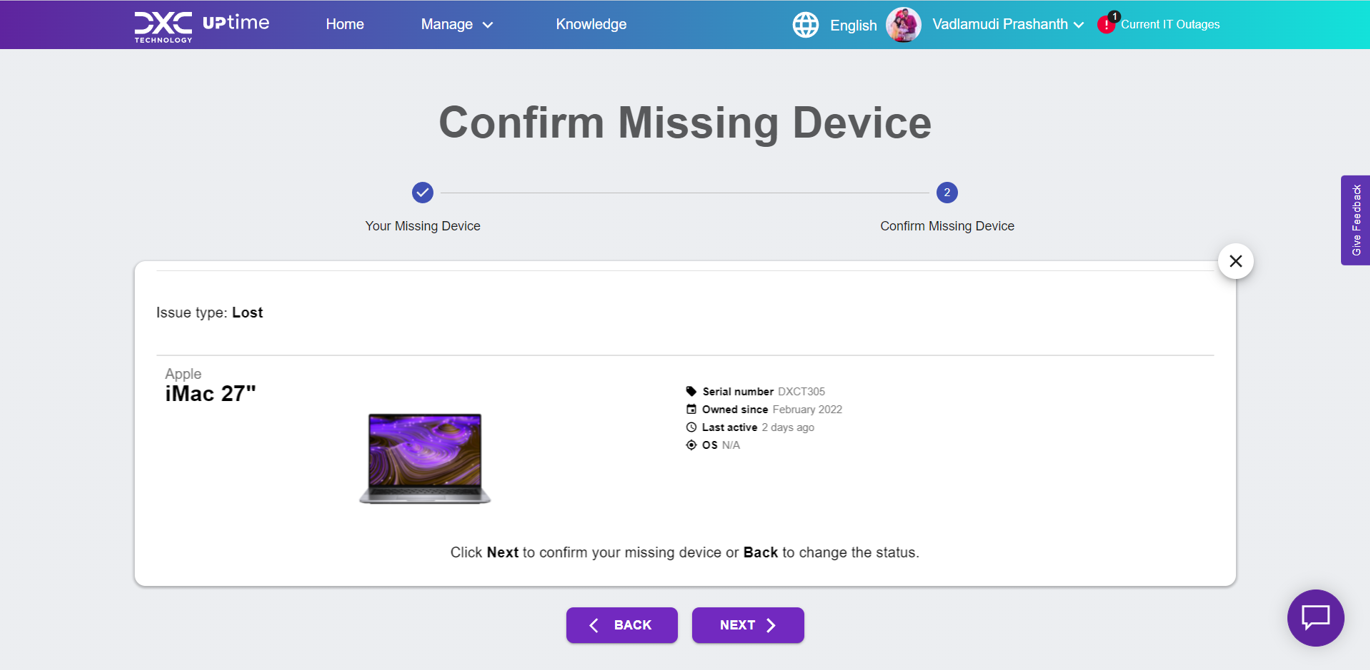 DXC TECHNOLOGY UPtime Home Manage Knowledge English Vadlamudi Prashanth ! 1 Current IT Outages
Confirm Missing Device
2
Your Missing Device Confirm Missing Device
Give Feedback
Issue type: Lost
Apple
iMac 27"
Serial number DXCT305
Owned since February 2022
Last active 2 days ago
OS N/A
Click Next to confirm your missing device or Back to change the status.
BACK NEXT